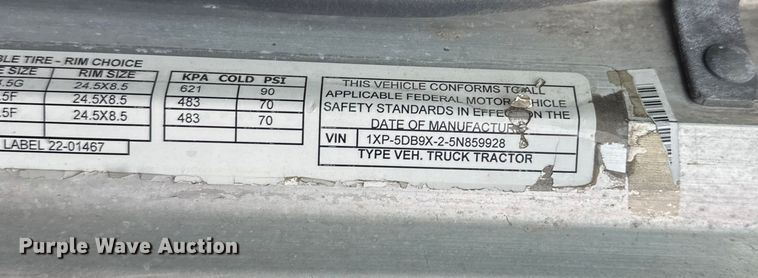 BLE TIRE - RIM CHOICE
E SIZE RIM SIZE KPA COLD PSI
.5G 24.5X8.5 621 90
.5F 24.5X8.5 483 70
.5F 24.5X8.5 483 70
LABEL 22-01467
THIS VEHICLE CONFORMS TO ALL
APPLICABLE FEDERAL MOTOR VEHICLE
SAFETY STANDARDS IN EFFECT ON THE
DATE OF MANUFACTURE
VIN 1XP-5DB9X-2-5N859928
TYPE VEH. TRUCK TRACTOR
Purple Wave Auction